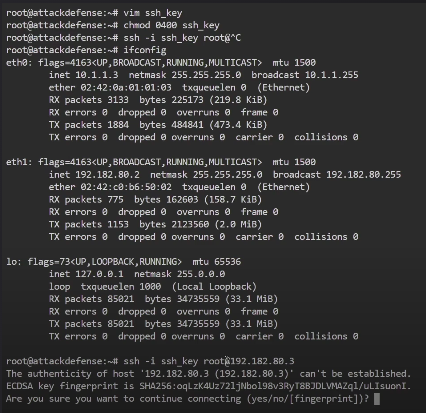 root@attackdefense:~# vim ssh_key
root@attackdefense:~# chmod 0400 ssh_key
root@attackdefense:~# ssh -i ssh_key root@^C
root@attackdefense:~# ifconfig
eth0: flags=4163<UP,BROADCAST,RUNNING,MULTICAST>  mtu 1500
inet 10.1.1.3  netmask 255.255.255.0  broadcast 10.1.1.255
ether 02:42:0a:01:01:03  txqueuelen 0  (Ethernet)
RX packets 3133  bytes 225173 (219.8 KiB)
RX errors 0  dropped 0  overruns 0  frame 0
TX packets 1884  bytes 484841 (473.4 KiB)
TX errors 0  dropped 0 overruns 0  carrier 0  collisions 0
eth1: flags=4163<UP,BROADCAST,RUNNING,MULTICAST>  mtu 1500
inet 192.182.80.2  netmask 255.255.255.0  broadcast 192.182.80.255
ether 02:42:c0:b6:50:02  txqueuelen 0  (Ethernet)
RX packets 775  bytes 162603 (158.7 KiB)
RX errors 0  dropped 0  overruns 0  frame 0
TX packets 1153  bytes 2123560 (2.0 MiB)
TX errors 0  dropped 0 overruns 0  carrier 0  collisions 0
lo: flags=73<UP,LOOPBACK,RUNNING>  mtu 65536
inet 127.0.0.1  netmask 255.0.0.0
loop  txqueuelen 1000  (Local Loopback)
RX packets 85021  bytes 34735559 (33.1 MiB)
RX errors 0  dropped 0  overruns 0  frame 0
TX packets 85021  bytes 34735559 (33.1 MiB)
TX errors 0  dropped 0 overruns 0  carrier 0  collisions 0
root@attackdefense:~# ssh -i ssh_key root@192.182.80.3
The authenticity of host '192.182.80.3 (192.182.80.3)' can't be established.
ECDSA key fingerprint is SHA256:oqLzK4Uz72ljNbol98v3RyT8BJDLVMAZql/uLIsuonI.
Are you sure you want to continue connecting (yes/no/[fingerprint])?